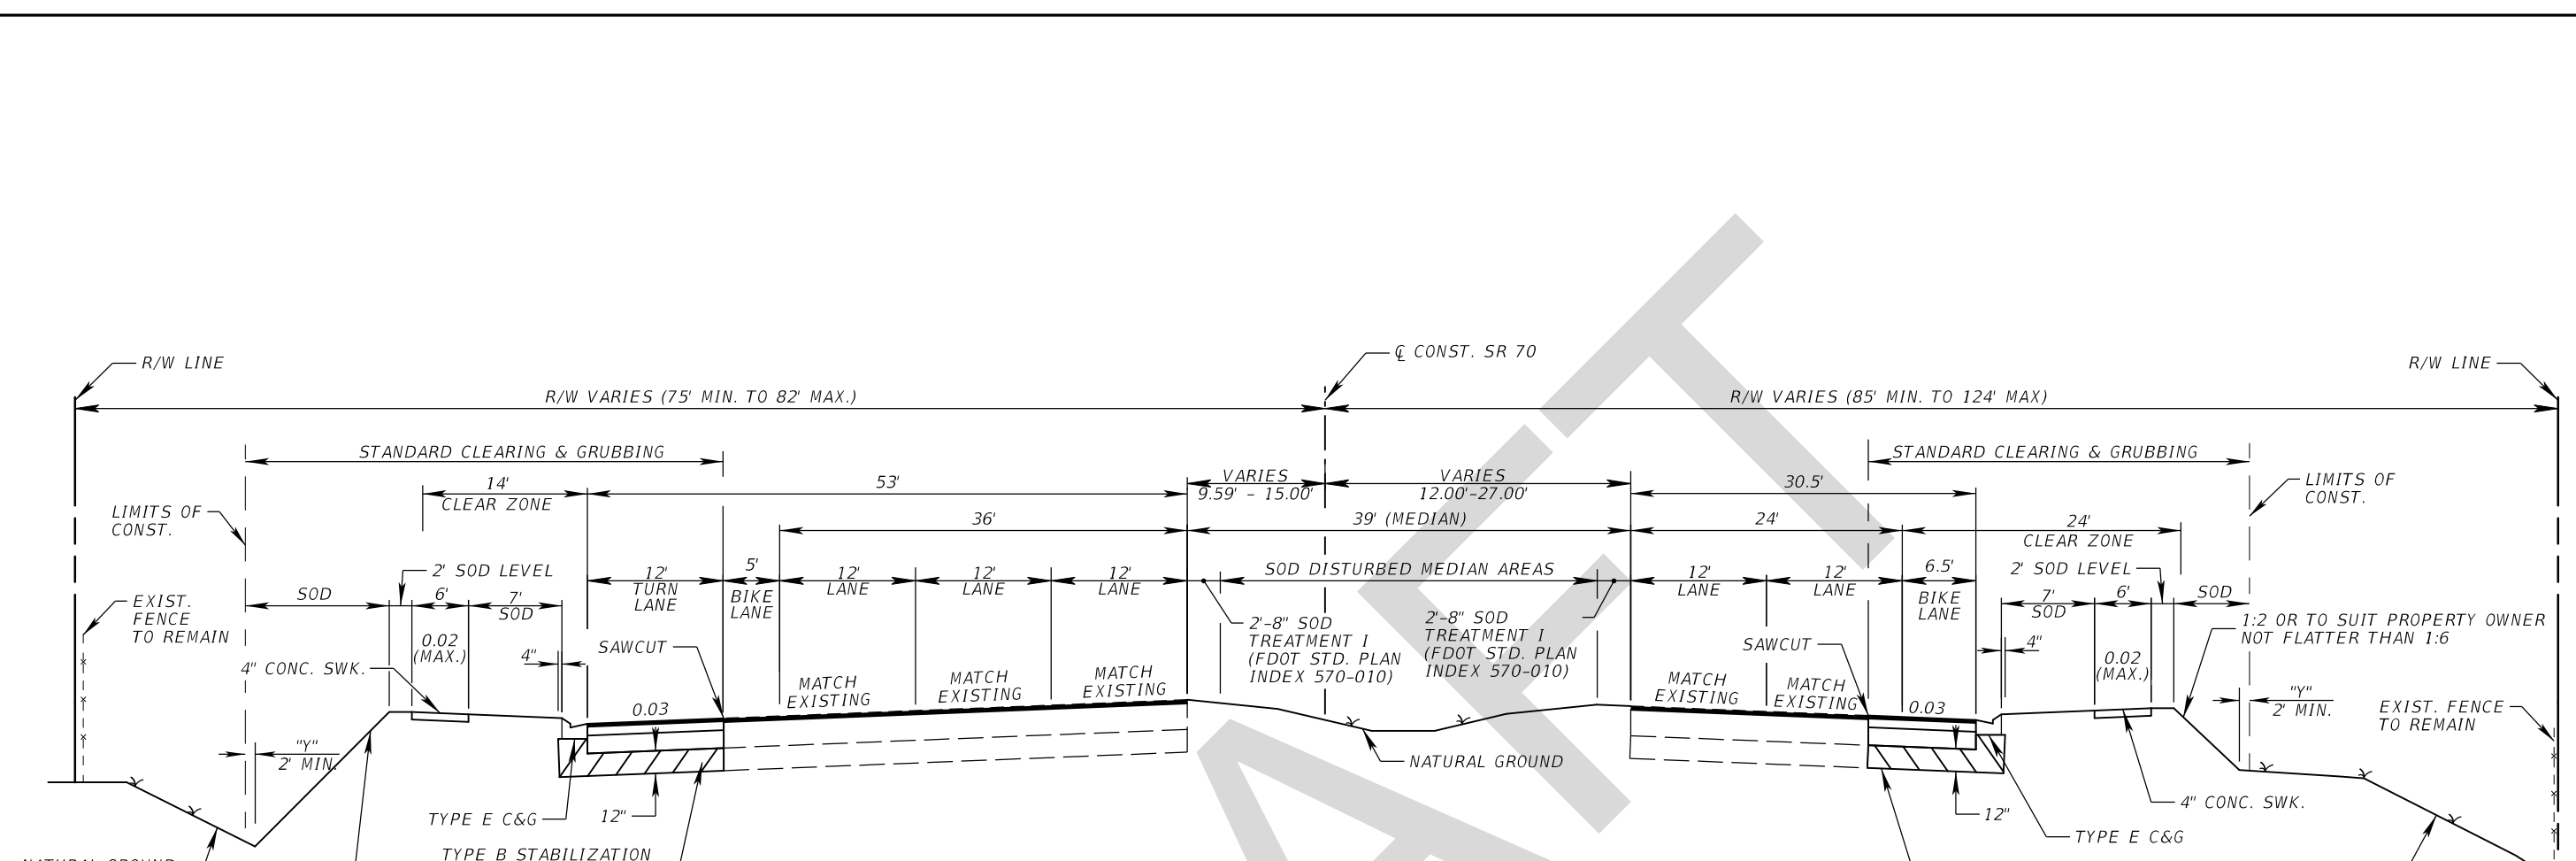 R/W LINE
℄ CONST. SR 70
R/W LINE
R/W VARIES (75' MIN. TO 82' MAX.)
R/W VARIES (85' MIN. TO 124' MAX)
STANDARD CLEARING & GRUBBING
STANDARD CLEARING & GRUBBING
14'
CLEAR ZONE
53'
VARIES
9.59' - 15.00'
VARIES
12.00'-27.00'
30.5'
LIMITS OF
CONST.
LIMITS OF
CONST.
36'
39' (MEDIAN)
24'
24'
CLEAR ZONE
2' SOD LEVEL
12'
TURN
LANE
5'
BIKE
LANE
12'
LANE
12'
LANE
12'
LANE
SOD DISTURBED MEDIAN AREAS
12'
LANE
12'
LANE
6.5'
BIKE
LANE
2' SOD LEVEL
SOD
6'
7'
SOD
7'
SOD
6'
SOD
EXIST.
FENCE
TO REMAIN
0.02
(MAX.)
4" CONC. SWK.
4"
SAWCUT
2'-8" SOD
TREATMENT I
(FDOT STD. PLAN
INDEX 570-010)
2'-8" SOD
TREATMENT I
(FDOT STD. PLAN
INDEX 570-010)
SAWCUT
4"
0.02
(MAX.)
1:2 OR TO SUIT PROPERTY OWNER
NOT FLATTER THAN 1:6
MATCH
EXISTING
MATCH
EXISTING
MATCH
EXISTING
MATCH
EXISTING
MATCH
EXISTING
0.03
0.03
"Y"
2' MIN.
"Y"
2' MIN.
EXIST. FENCE
TO REMAIN
NATURAL GROUND
TYPE E C&G
12"
12"
4" CONC. SWK.
TYPE E C&G
TYPE B STABILIZATION
NATURAL GROUND
AFT